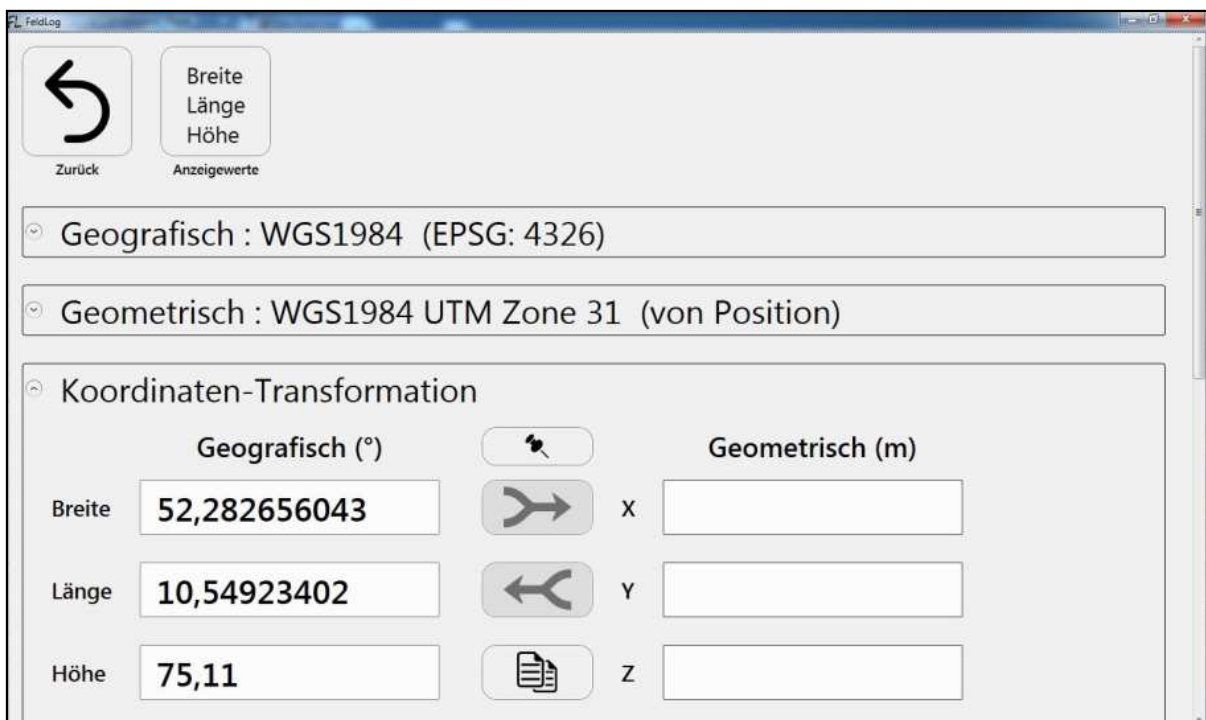 FL FeldLog
Breite
Länge
Höhe
Zurück
Anzeigewerte
Geografisch : WGS1984 (EPSG: 4326)
Geometrisch : WGS1984 UTM Zone 31 (von Position)
Koordinaten-Transformation
Geografisch (°)
Geometrisch (m)
Breite 52,282656043 X
Länge 10,54923402 Y
Höhe 75,11 Z